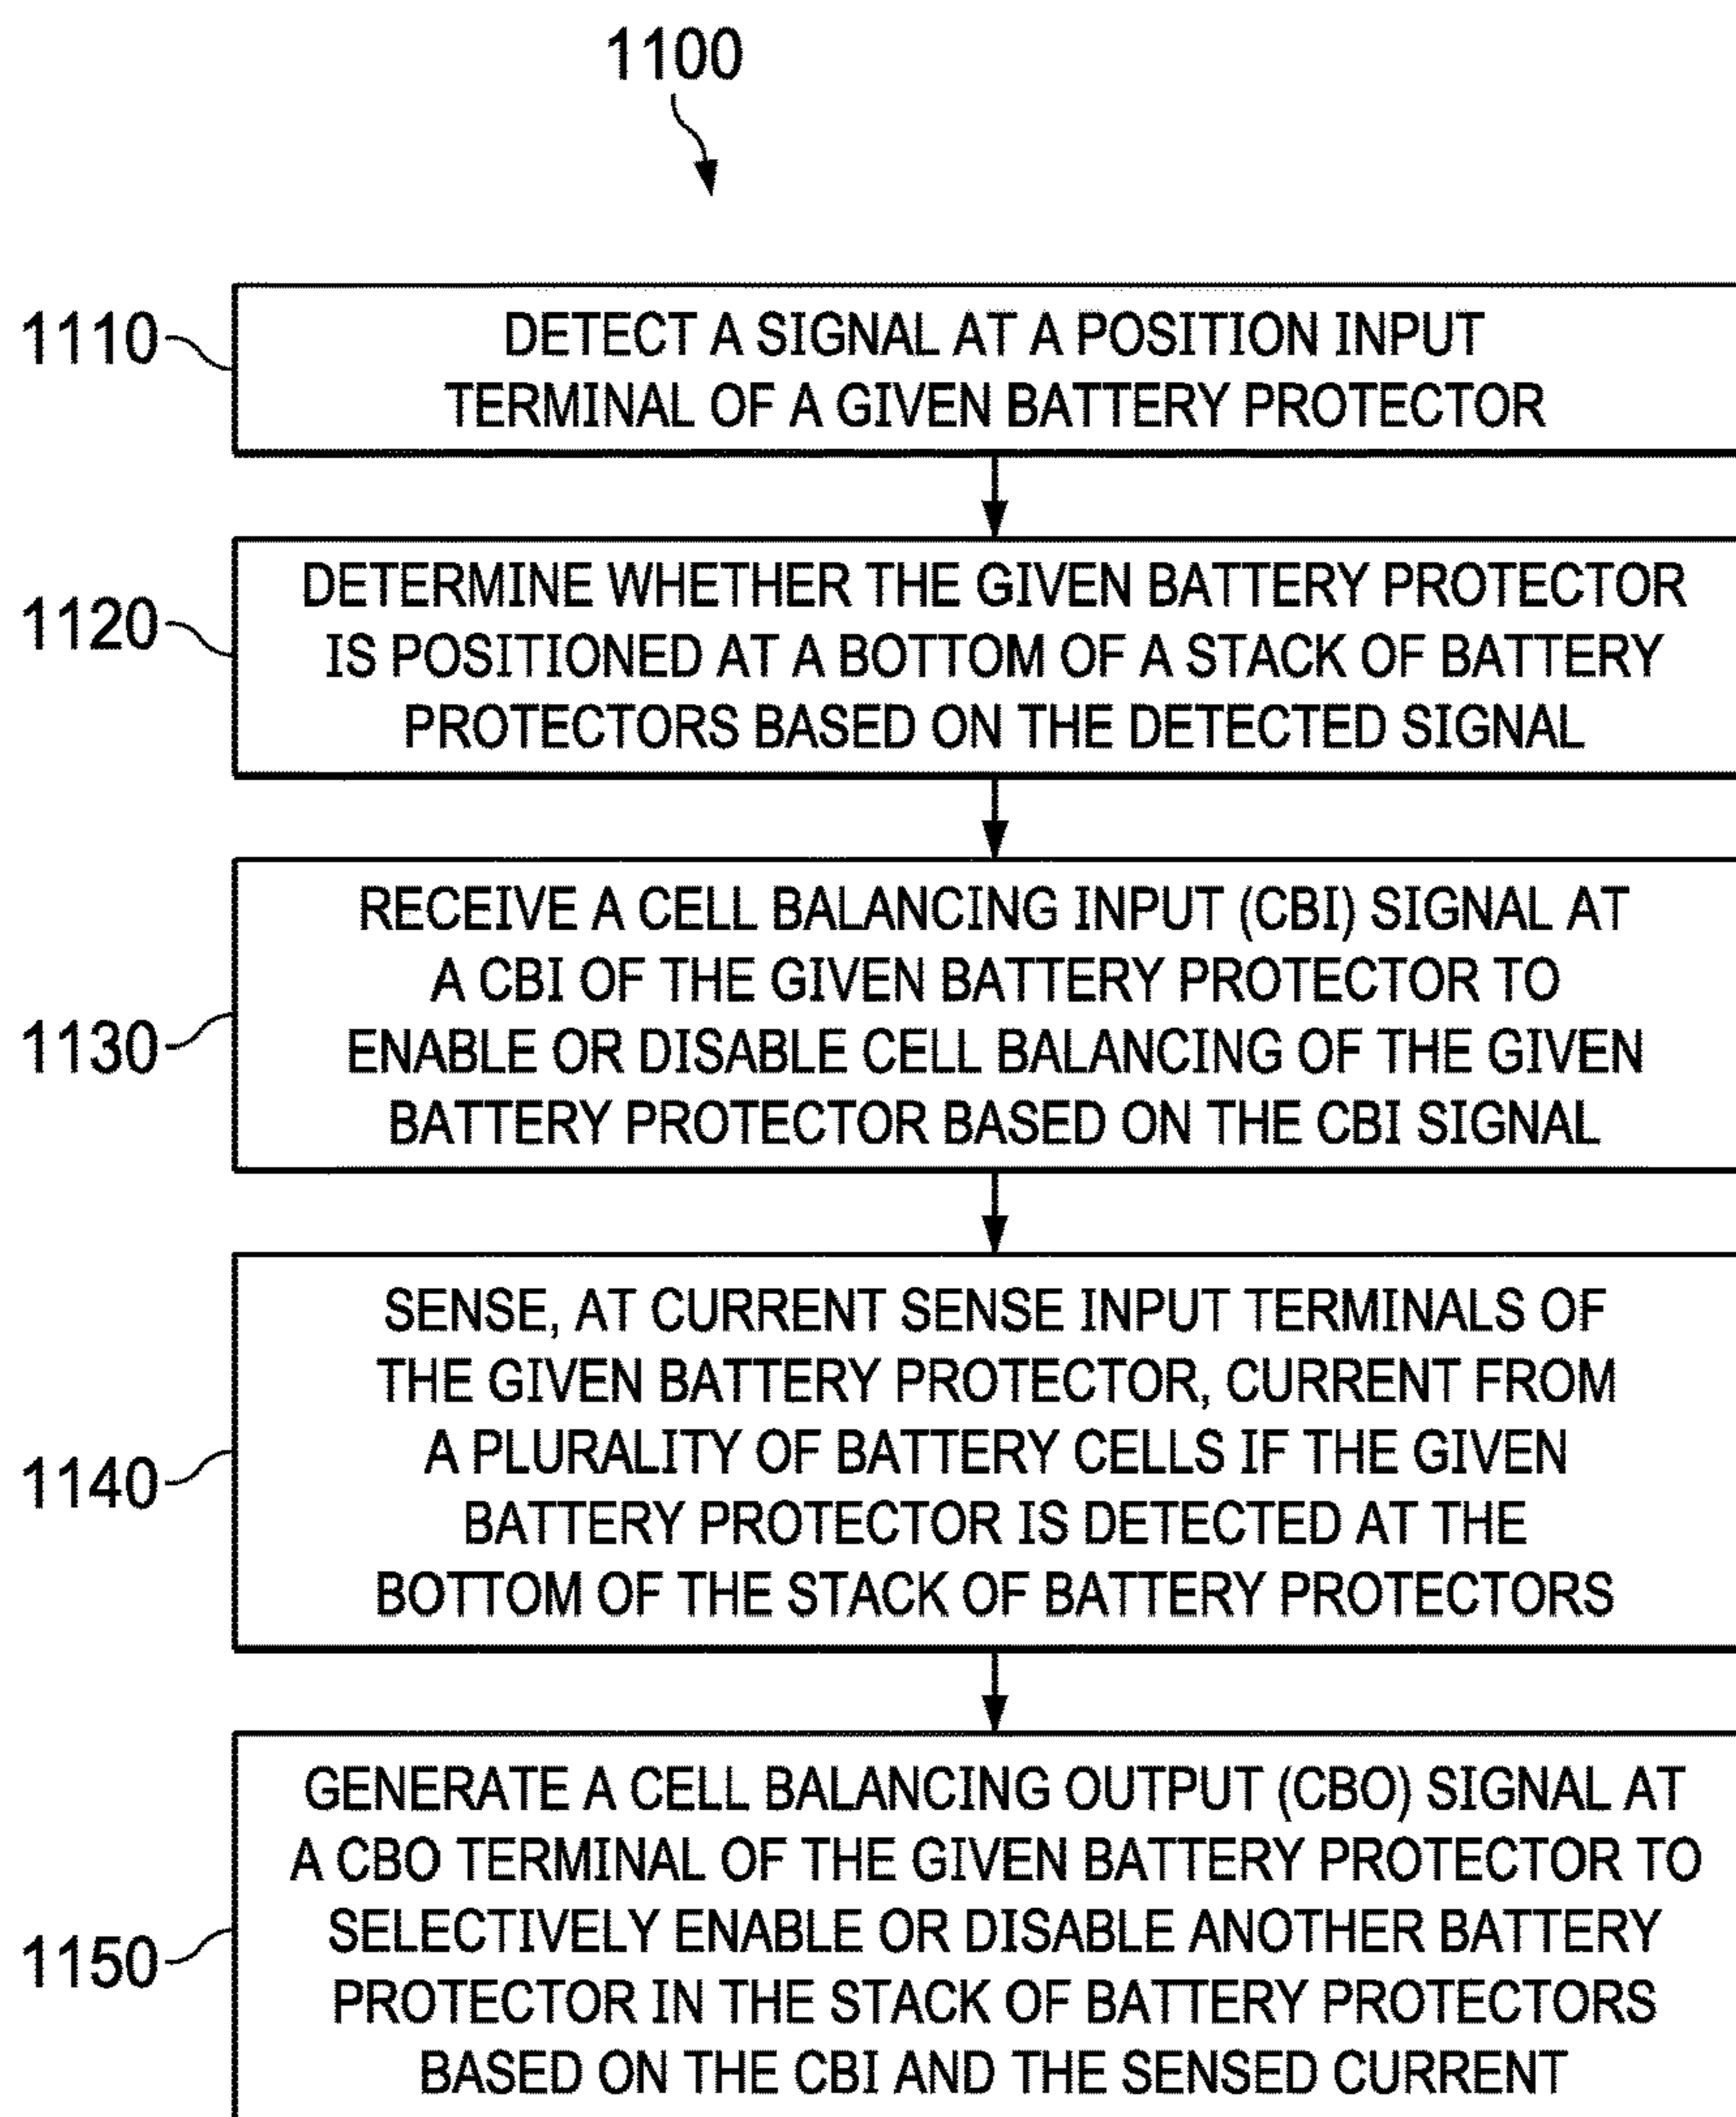 1100
1110
DETECT A SIGNAL AT A POSITION INPUT
TERMINAL OF A GIVEN BATTERY PROTECTOR
1120
DETERMINE WHETHER THE GIVEN BATTERY PROTECTOR
IS POSITIONED AT A BOTTOM OF A STACK OF BATTERY
PROTECTORS BASED ON THE DETECTED SIGNAL
1130
RECEIVE A CELL BALANCING INPUT (CBI) SIGNAL AT
A CBI OF THE GIVEN BATTERY PROTECTOR TO
ENABLE OR DISABLE CELL BALANCING OF THE GIVEN
BATTERY PROTECTOR BASED ON THE CBI SIGNAL
1140
SENSE, AT CURRENT SENSE INPUT TERMINALS OF
THE GIVEN BATTERY PROTECTOR, CURRENT FROM
A PLURALITY OF BATTERY CELLS IF THE GIVEN
BATTERY PROTECTOR IS DETECTED AT THE
BOTTOM OF THE STACK OF BATTERY PROTECTORS
1150
GENERATE A CELL BALANCING OUTPUT (CBO) SIGNAL AT
A CBO TERMINAL OF THE GIVEN BATTERY PROTECTOR TO
SELECTIVELY ENABLE OR DISABLE ANOTHER BATTERY
PROTECTOR IN THE STACK OF BATTERY PROTECTORS
BASED ON THE CBI AND THE SENSED CURRENT